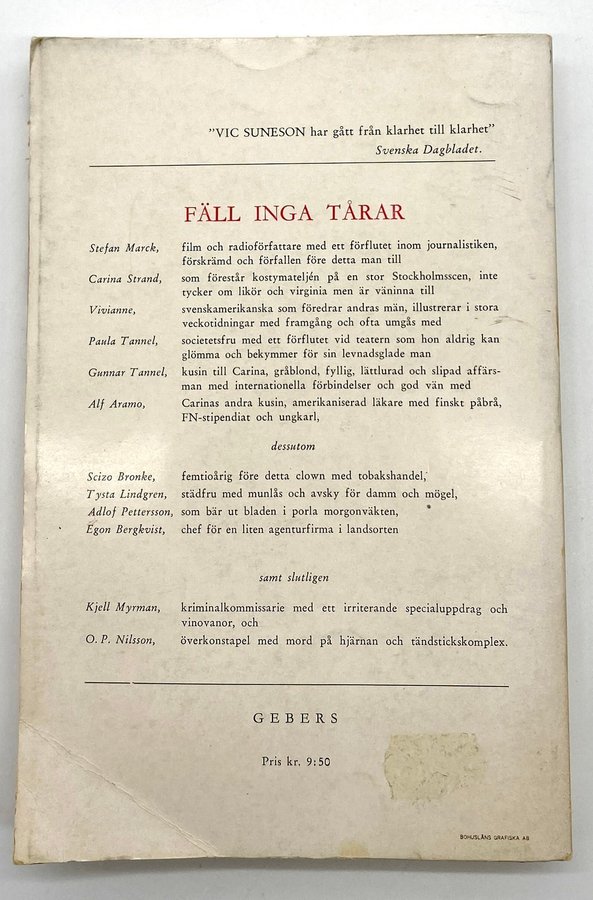 "VIC SUNESON har gått från klarhet till klarhet"
Svenska Dagbladet.
FÄLL INGA TÅRAR
Stefan Marck, film och radioförfattare med ett förflutet inom journalistiken,
förskrämd och förfallen före detta man till
Carina Strand, som förestår kostymateljén på en stor Stockholmsscen, inte
tycker om likör och virginia men är väninna till
Vivianne, svenskamerikanska som föredrar andras män, illustrerar i stora
veckotidningar med framgång och ofta umgås med
Paula Tannel, societetsfru med ett förflutet vid teatern som hon aldrig kan
glömma och bekymmer för sin levnadsglade man
Gunnar Tannel, kusin till Carina, gråblond, fyllig, lättlurad och slipad affärs-
man med internationella förbindelser och god vän med
Alf Aramo, Carinas andra kusin, amerikaniserad läkare med finskt påbrå,
FN-stipendiat och ungkarl,
dessutom
Scizo Bronke, femtioårig före detta clown med tobakshandel,
Tysta Lindgren, städfru med munlås och avsky för damm och mögel,
Adlof Pettersson, som bär ut bladen i porla morgonväkten,
Egon Bergkvist, chef för en liten agenturfirma i landsorten
samt slutligen
Kjell Myrman, kriminalkommissarie med ett irriterande specialuppdrag och
vinovanor, och
O. P. Nilsson, överkonstapel med mord på hjärnan och tändstickskomplex.
GEBERS
Pris kr. 9:50
BOHUSLÄNS GRAFISKA AB